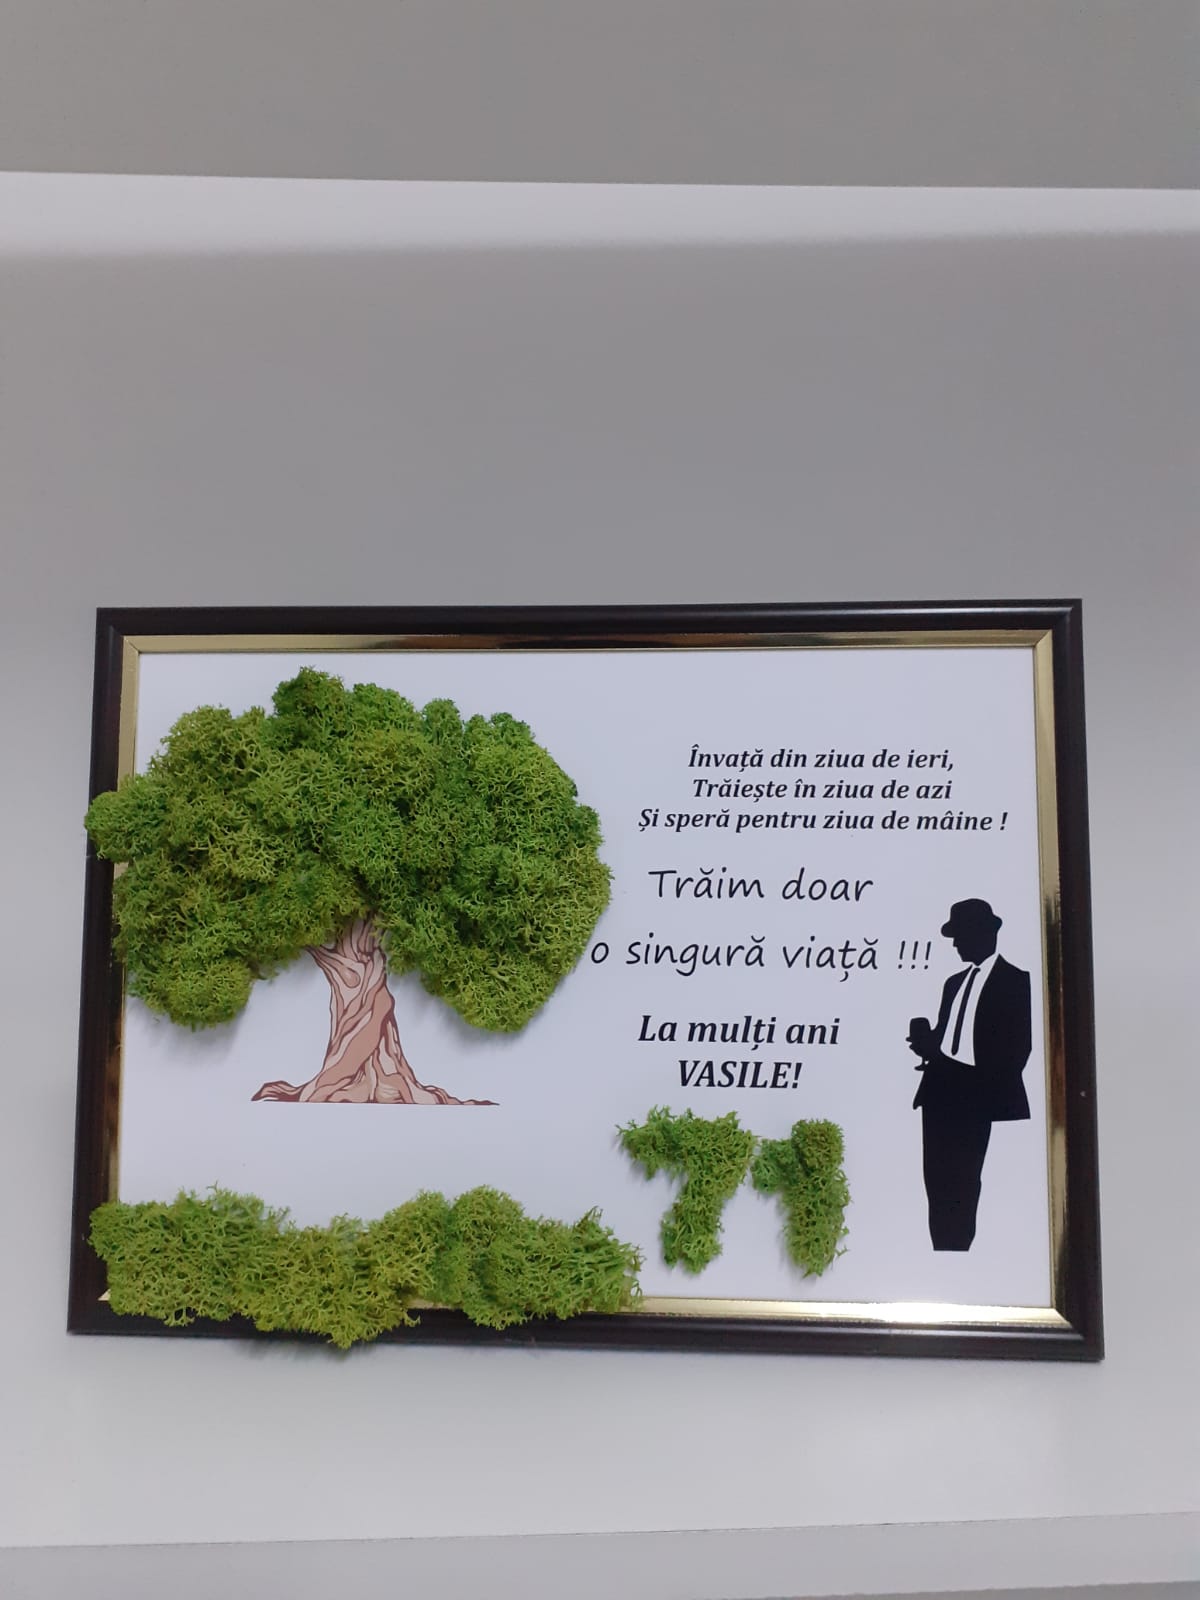 Învață din ziua de ieri,
Trăiește în ziua de azi
Și speră pentru ziua de mâine !
Trăim doar
o singură viață !!!
La mulți ani
VASILE!
71